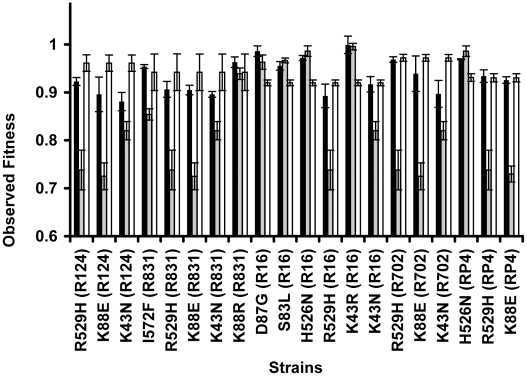 1
0.9
0.8
0.7
0.6
Observed Fitness
R529H (R124)
K88E (R124)
K43N (R124)
I572F (R831)
R529H (R831)
K88E (R831)
K43N (R831)
K88R (R831)
D87G (R16)
S83L (R16)
H526N (R16)
R529H (R16)
K43R (R16)
K43N (R16)
R529H (R702)
K88E (R702)
K43N (R702)
H526N (RP4)
R529H (RP4)
K88E (RP4)
Strains